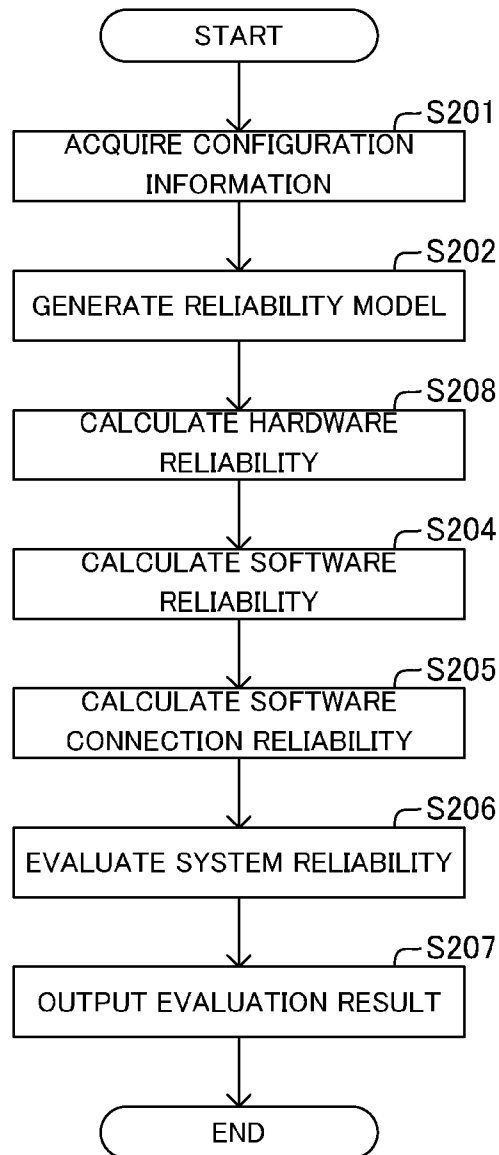 START
S201
ACQUIRE CONFIGURATION
INFORMATION
S202
GENERATE RELIABILITY MODEL
S208
CALCULATE HARDWARE
RELIABILITY
S204
CALCULATE SOFTWARE
RELIABILITY
S205
CALCULATE SOFTWARE
CONNECTION RELIABILITY
S206
EVALUATE SYSTEM RELIABILITY
S207
OUTPUT EVALUATION RESULT
END